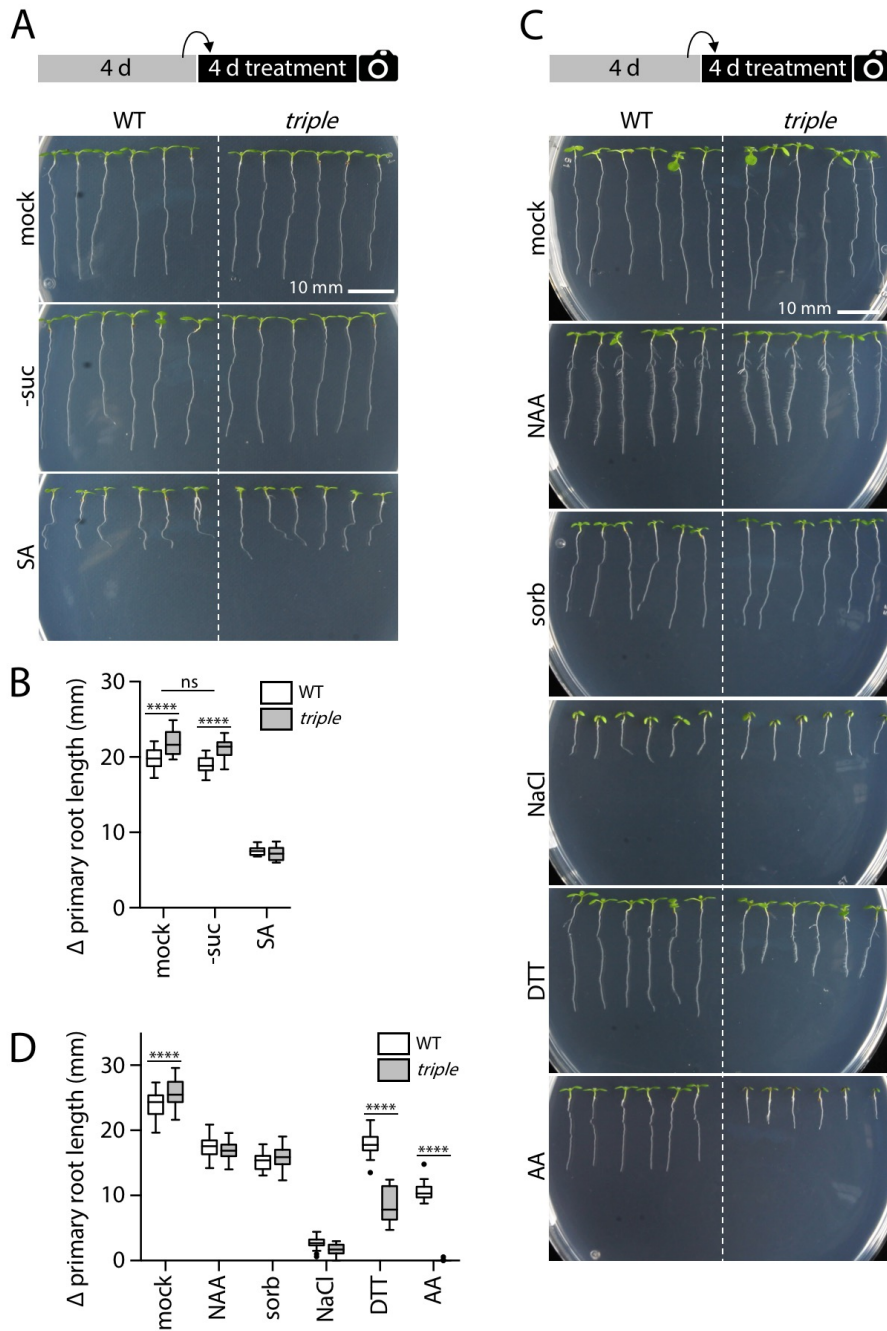 A
4 d
4 d treatment
WT
triple
mock
10 mm
-suc
SA
B
Δ primary root length (mm)
30
20
10
0
ns
****
****
WT
triple
mock
-suc
SA
C
4 d
4 d treatment
WT
triple
mock
10 mm
NAA
sorb
NaCl
DTT
AA
D
Δ primary root length (mm)
30
20
10
0
****
****
****
WT
triple
mock
NAA
sorb
NaCl
DTT
AA